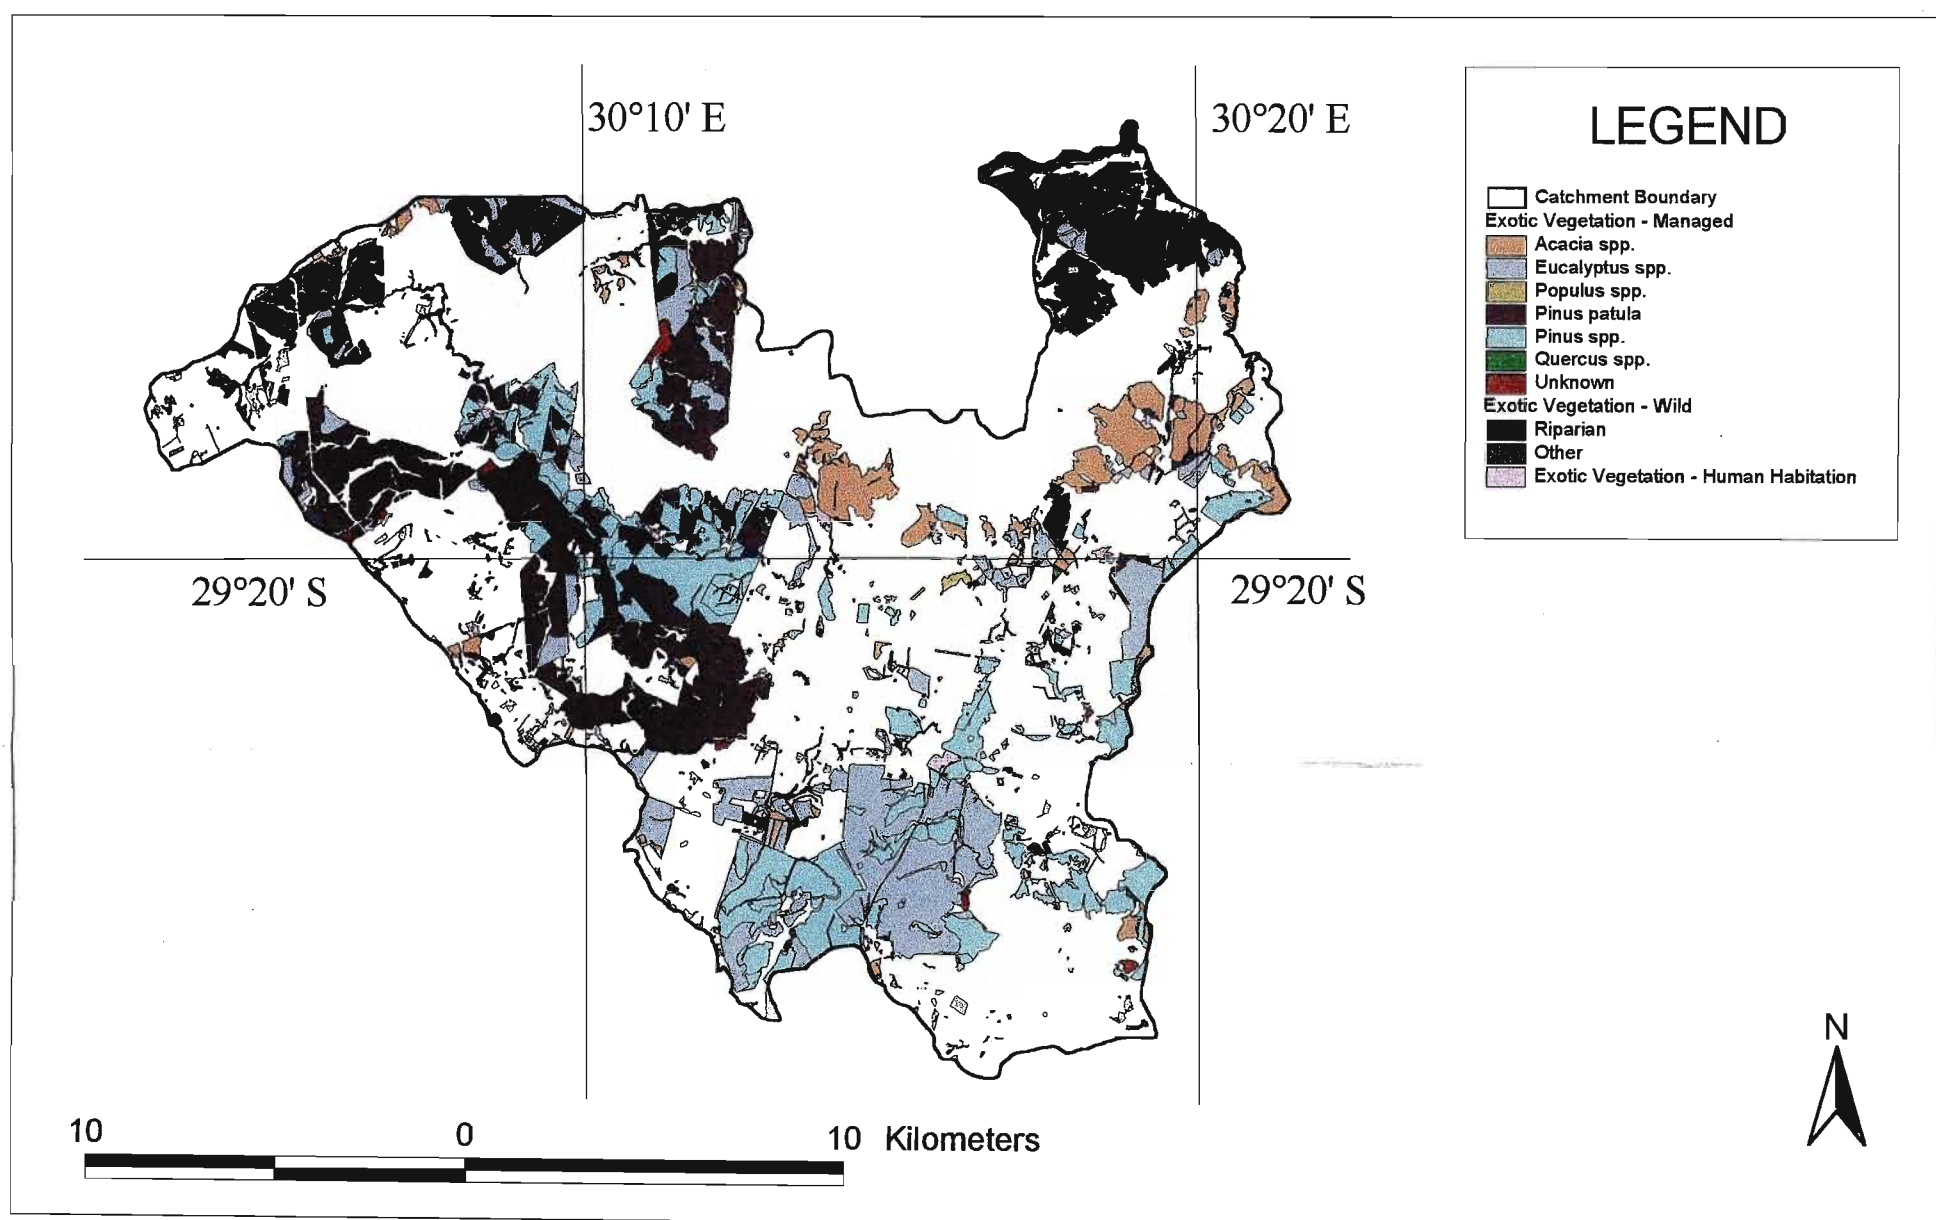 30°10' E
30°20' E
LEGEND
Catchment Boundary
Exotic Vegetation - Managed
Acacia spp.
Eucalyptus spp.
Populus spp.
Pinus patula
Pinus spp.
Quercus spp.
Unknown
Exotic Vegetation - Wild
Riparian
Other
Exotic Vegetation - Human Habitation
29°20' S
29°20' S
N
10 0 10 Kilometers